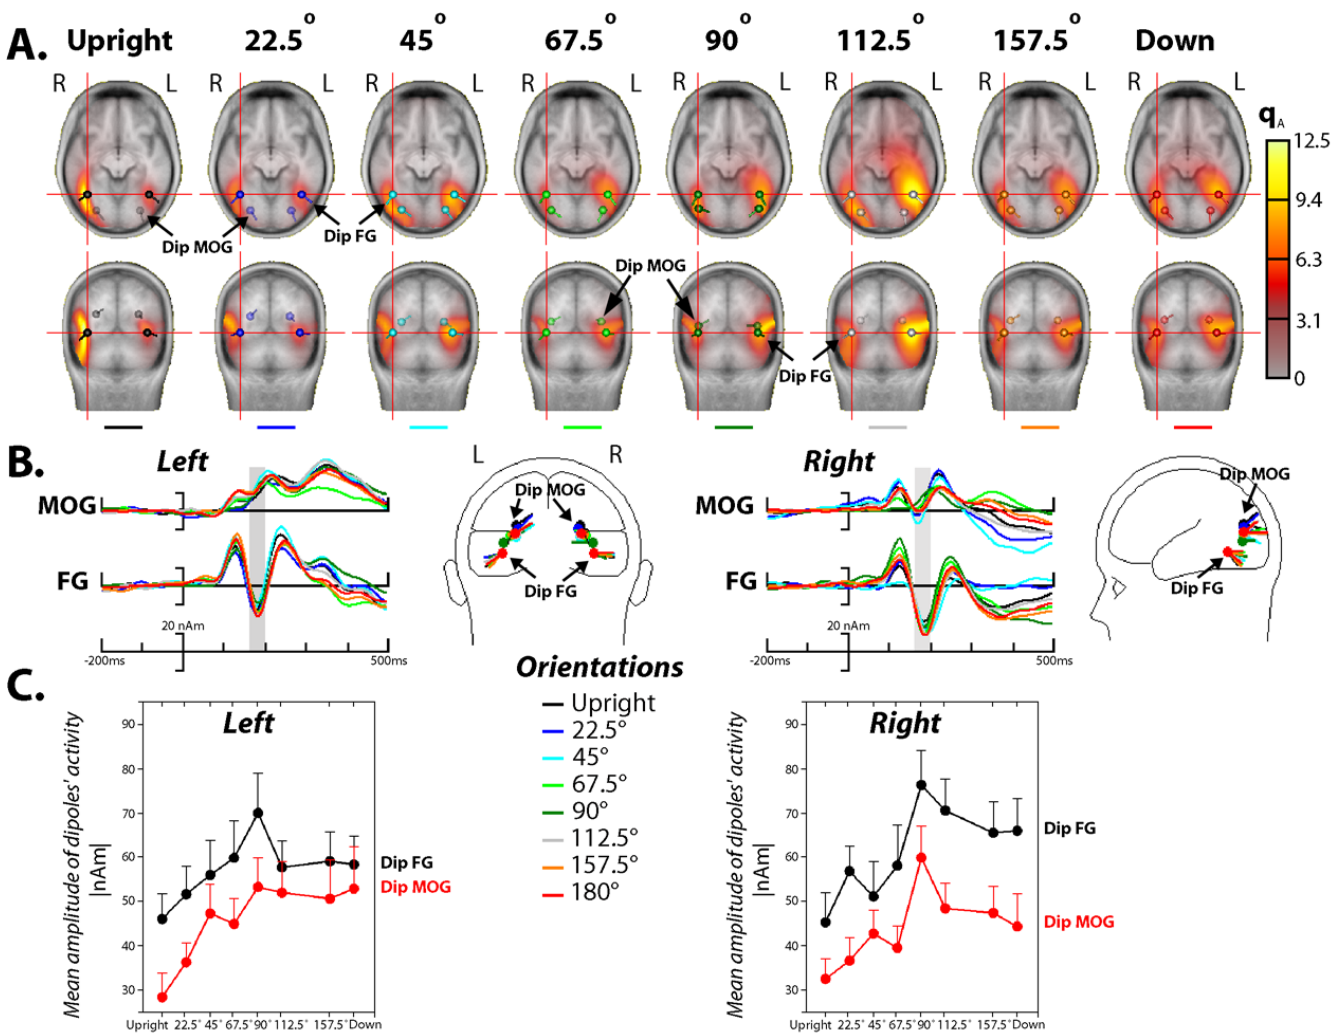 A. Upright 22.5° 45° 67.5° 90° 112.5° 157.5° Down
R L R L R L R L R L R L R L R L
qA
12.5
9.4
6.3
3.1
0
Dip MOG
Dip FG
Dip MOG
Dip FG
B. Left
L R
Right
MOG
Dip MOG
MOG
Dip MOG
FG
Dip FG
FG
Dip FG
20 nAm
20 nAm
-200ms 500ms
-200ms 500ms
C.
Orientations
Upright
22.5°
45°
67.5°
90°
112.5°
157.5°
180°
Left
Mean amplitude of dipoles' activity
|nAm|
90
80
70
60
50
40
30
Dip FG
Dip MOG
Upright 22.5° 45° 67.5° 90° 112.5° 157.5° Down
Right
Mean amplitude of dipoles' activity
|nAm|
90
80
70
60
50
40
30
Dip FG
Dip MOG
Upright 22.5° 45° 67.5° 90° 112.5° 157.5° Down